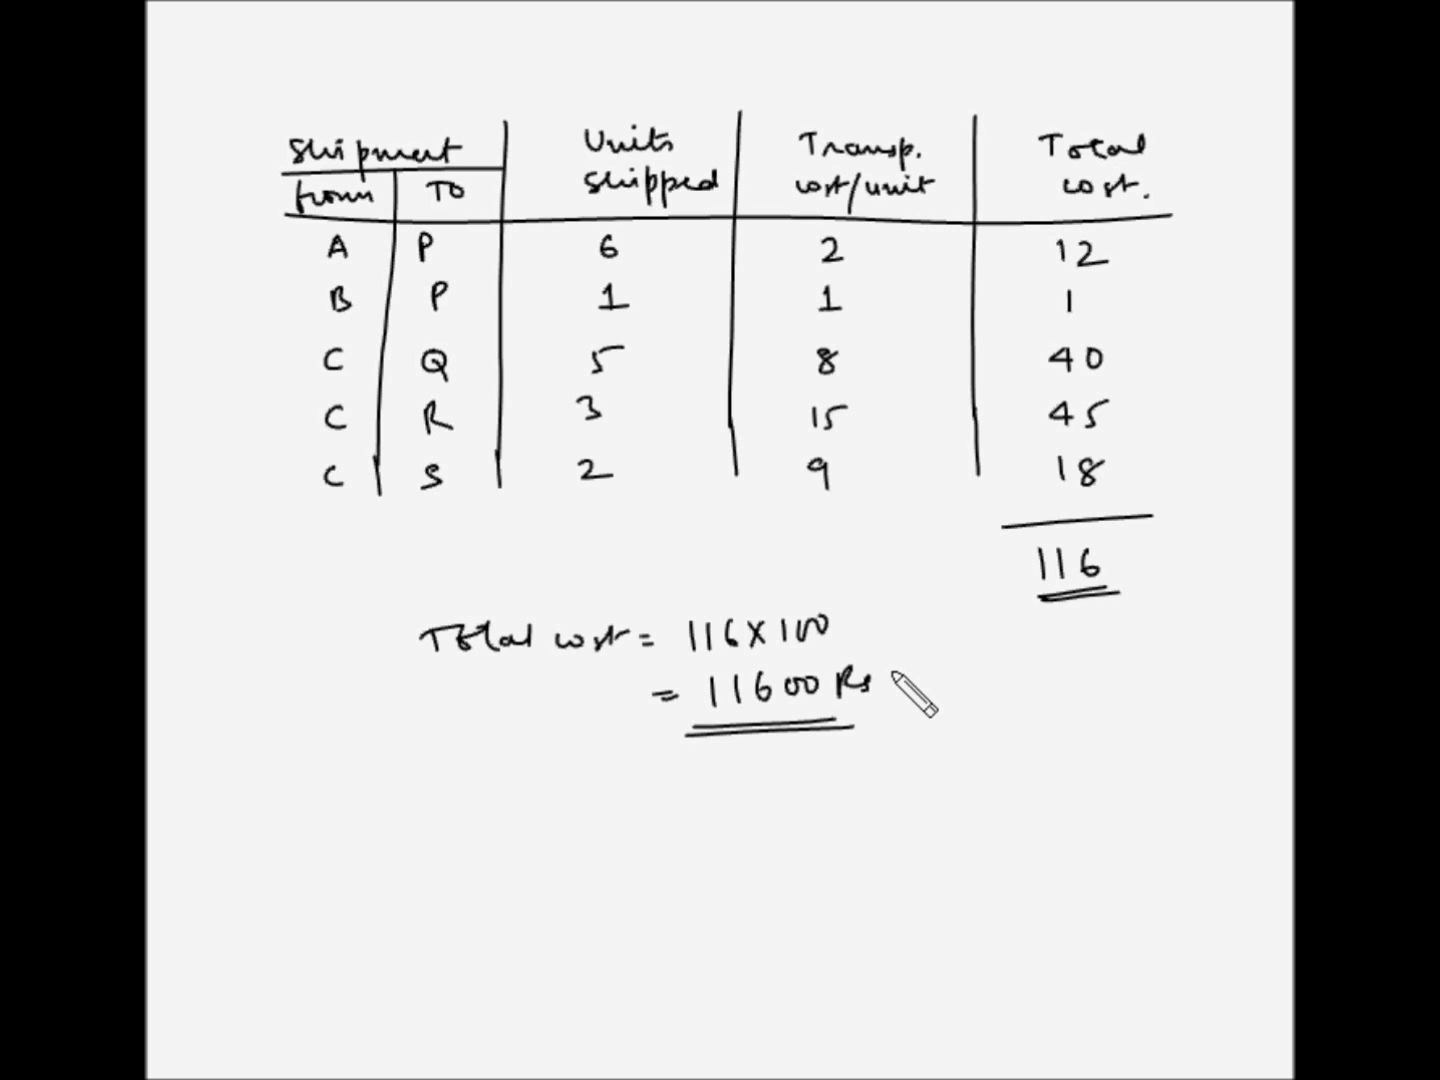 Shipment Units shipped Transp. cost/unit Total cost.
from TO
A P 6 2 12
B P 1 1 1
C Q 5 8 40
C R 3 15 45
C S 2 9 18
116
Total cost = 116 x 100
= 11600 Rs